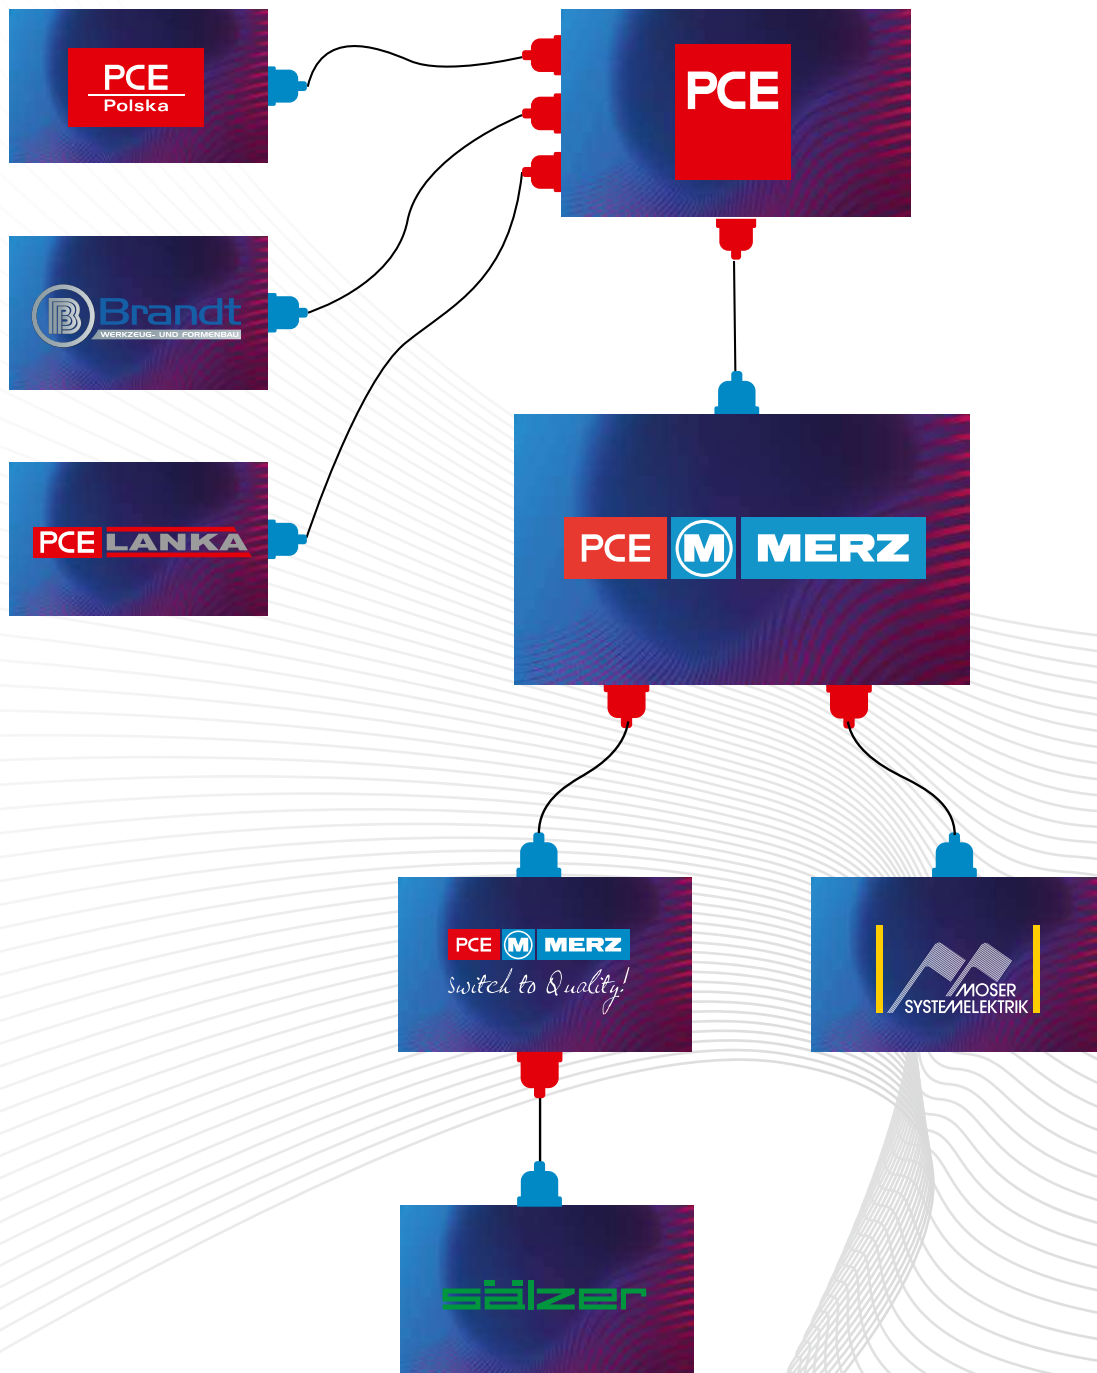 PCE
Polska
PCE
B Brandt
WERKZEUG- UND FORMENBAU
PCE LANKA
PCE M MERZ
PCE M MERZ
Switch to Quality!
MOSER
SYSTEMELEKTRIK
sälzer